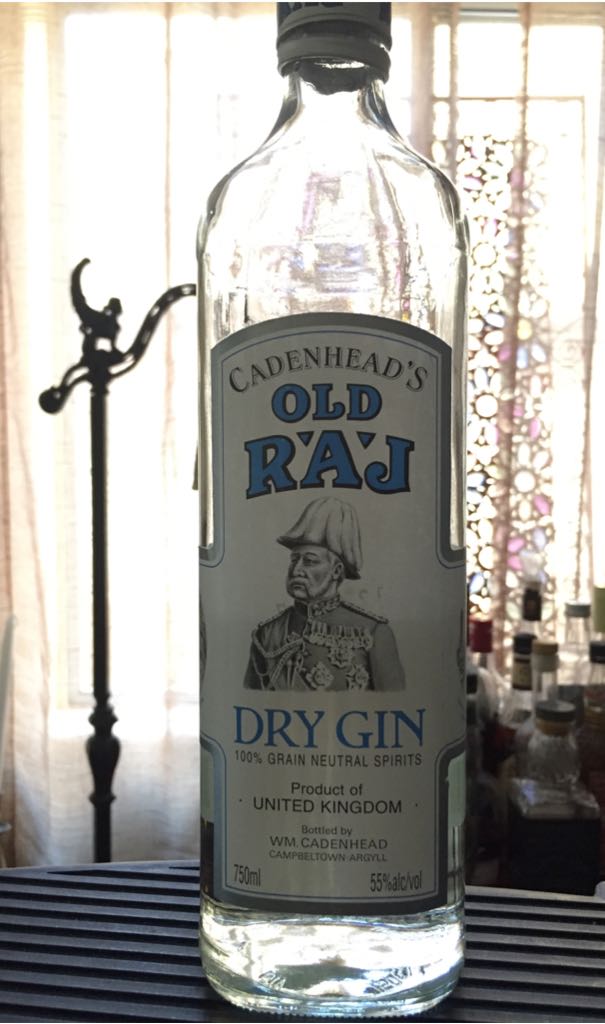 CADENHEAD'S
OLD
RAJ
DRY GIN
100% GRAIN NEUTRAL SPIRITS
Product of
· UNITED KINGDOM ·
Bottled by
WM. CADENHEAD
CAMPBELTOWN-ARGYLL
750ml 55%alc/vol